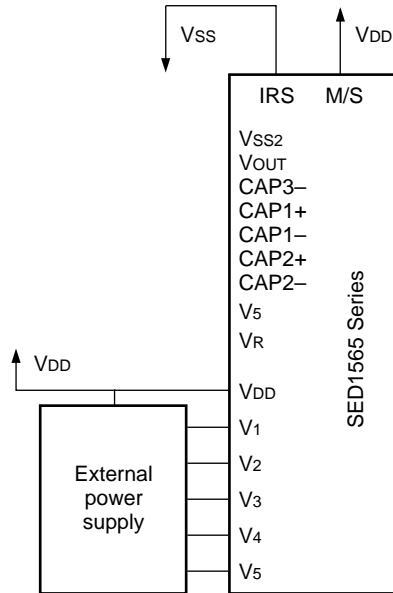 VSS
VDD
IRS M/S
VSS2
VOUT
CAP3–
CAP1+
CAP1–
CAP2+
CAP2–
V5
VR
VDD
VDD
V1
V2
V3
V4
V5
External
power
supply
SED1565 Series